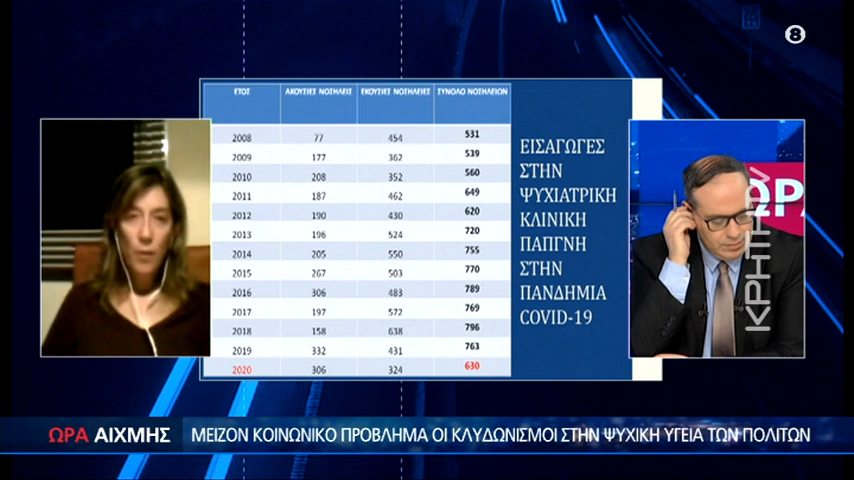 8
ΕΤΟΣ ΑΚΟΥΣΙΕΣ ΝΟΣΗΛΕΙΣ ΕΚΟΥΣΙΕΣ ΝΟΣΗΛΕΙΕΣ ΣΥΝΟΛΟ ΝΟΣΗΛΕΙΩΝ
2008 77 454 531
2009 177 362 539
2010 208 352 560
2011 187 462 649
2012 190 430 620
2013 196 524 720
2014 205 550 755
2015 267 503 770
2016 306 483 789
2017 197 572 769
2018 158 638 796
2019 332 431 763
2020 306 324 630
ΕΙΣΑΓΩΓΕΣ
ΣΤΗΝ
ΨΥΧΙΑΤΡΙΚΗ
ΚΛΙΝΙΚΗ
ΠΑΠΓΝΗ
ΣΤΗΝ
ΠΑΝΔΗΜΙΑ
COVID-19
ΩΡΑ
ΚΡΗΤΗ TV
ΩΡΑ ΑΙΧΜΗΣ ΜΕΙΖΟΝ ΚΟΙΝΩΝΙΚΟ ΠΡΟΒΛΗΜΑ ΟΙ ΚΛΥΔΩΝΙΣΜΟΙ ΣΤΗΝ ΨΥΧΙΚΗ ΥΓΕΙΑ ΤΩΝ ΠΟΛΙΤΩΝ